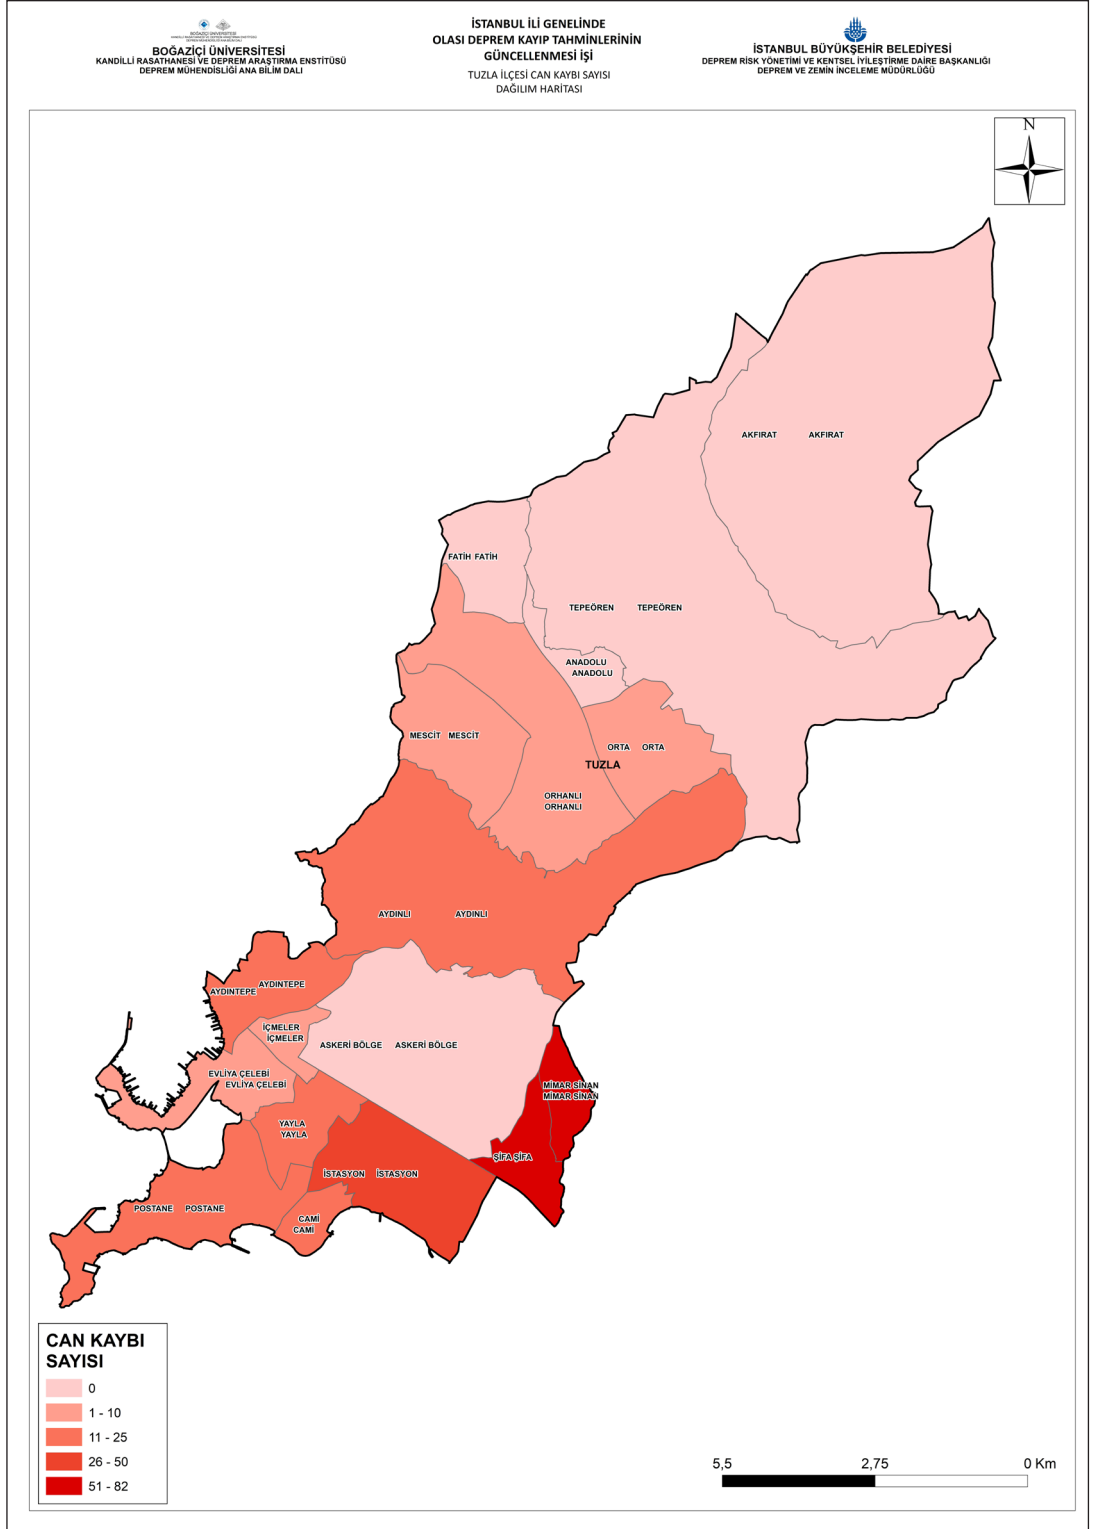 BOĞAZİÇİ ÜNİVERSİTESİ
KANDİLLİ RASATHANESİ VE DEPREM ARAŞTIRMA ENSTİTÜSÜ
DEPREM MÜHENDİSLİĞİ ANA BİLİM DALI
İSTANBUL İLİ GENELİNDE
OLASI DEPREM KAYIP TAHMİNLERİNİN
GÜNCELLENMESİ İŞİ
TUZLA İLÇESİ CAN KAYBI SAYISI
DAĞILIM HARİTASI
İSTANBUL BÜYÜKŞEHİR BELEDİYESİ
DEPREM RİSK YÖNETİMİ VE KENTSEL İYİLEŞTİRME DAİRE BAŞKANLIĞI
DEPREM VE ZEMİN İNCELEME MÜDÜRLÜĞÜ
N
AKFIRAT AKFIRAT
FATİH FATİH
TEPEÖREN TEPEÖREN
ANADOLU
ANADOLU
MESCİT MESCİT
ORTA ORTA
TUZLA
ORHANLI
ORHANLI
AYDINLI AYDINLI
AYDINTEPE
AYDINTEPE
İÇMELER
İÇMELER
ASKERİ BÖLGE ASKERİ BÖLGE
EVLİYA ÇELEBİ
EVLİYA ÇELEBİ
MİMAR SİNAN
MİMAR SİNAN
YAYLA
YAYLA
ŞİFA ŞİFA
İSTASYON İSTASYON
POSTANE POSTANE
CAMİ
CAMİ
CAN KAYBI
SAYISI
0
1 - 10
11 - 25
26 - 50
51 - 82
5,5 2,75 0 Km